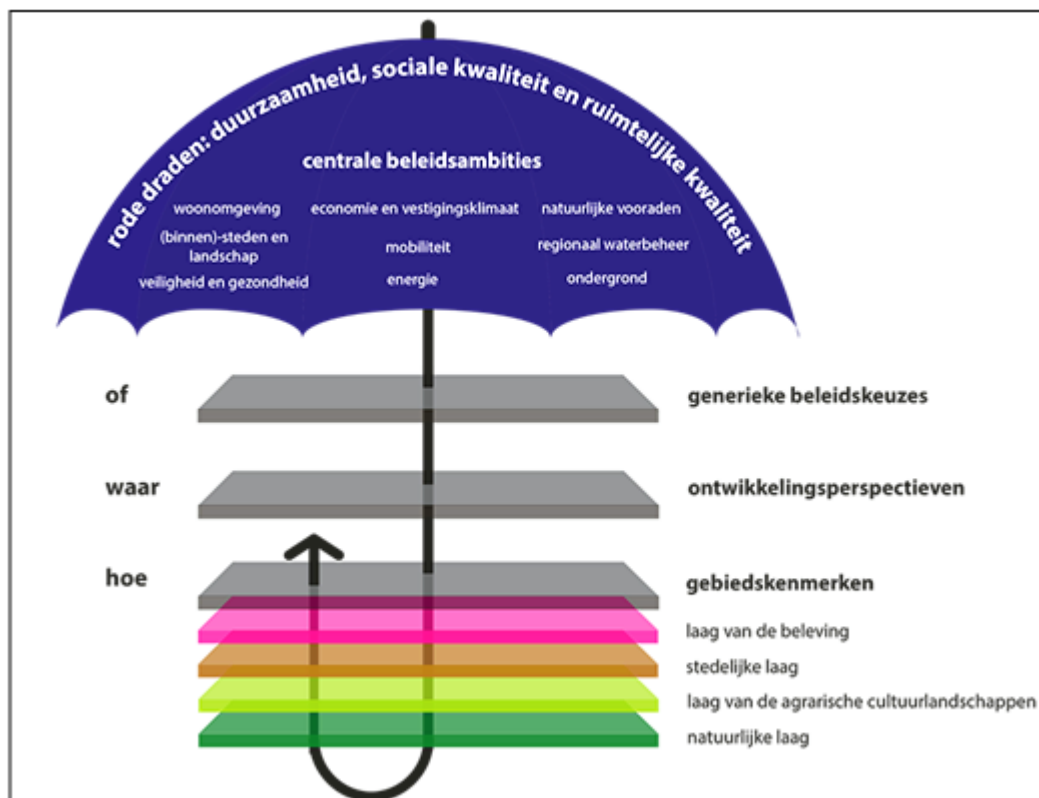 rode draden: duurzaamheid, sociale kwaliteit en ruimtelijke kwaliteit
centrale beleidsambities
woonomgeving
economie en vestigingsklimaat
natuurlijke vooraden
(binnen)-steden en
landschap
mobiliteit
regionaal waterbeheer
veiligheid en gezondheid
energie
ondergrond
of
generieke beleidskeuzes
waar
ontwikkelingsperspectieven
hoe
gebiedskenmerken
laag van de beleving
stedelijke laag
laag van de agrarische cultuurlandschappen
natuurlijke laag